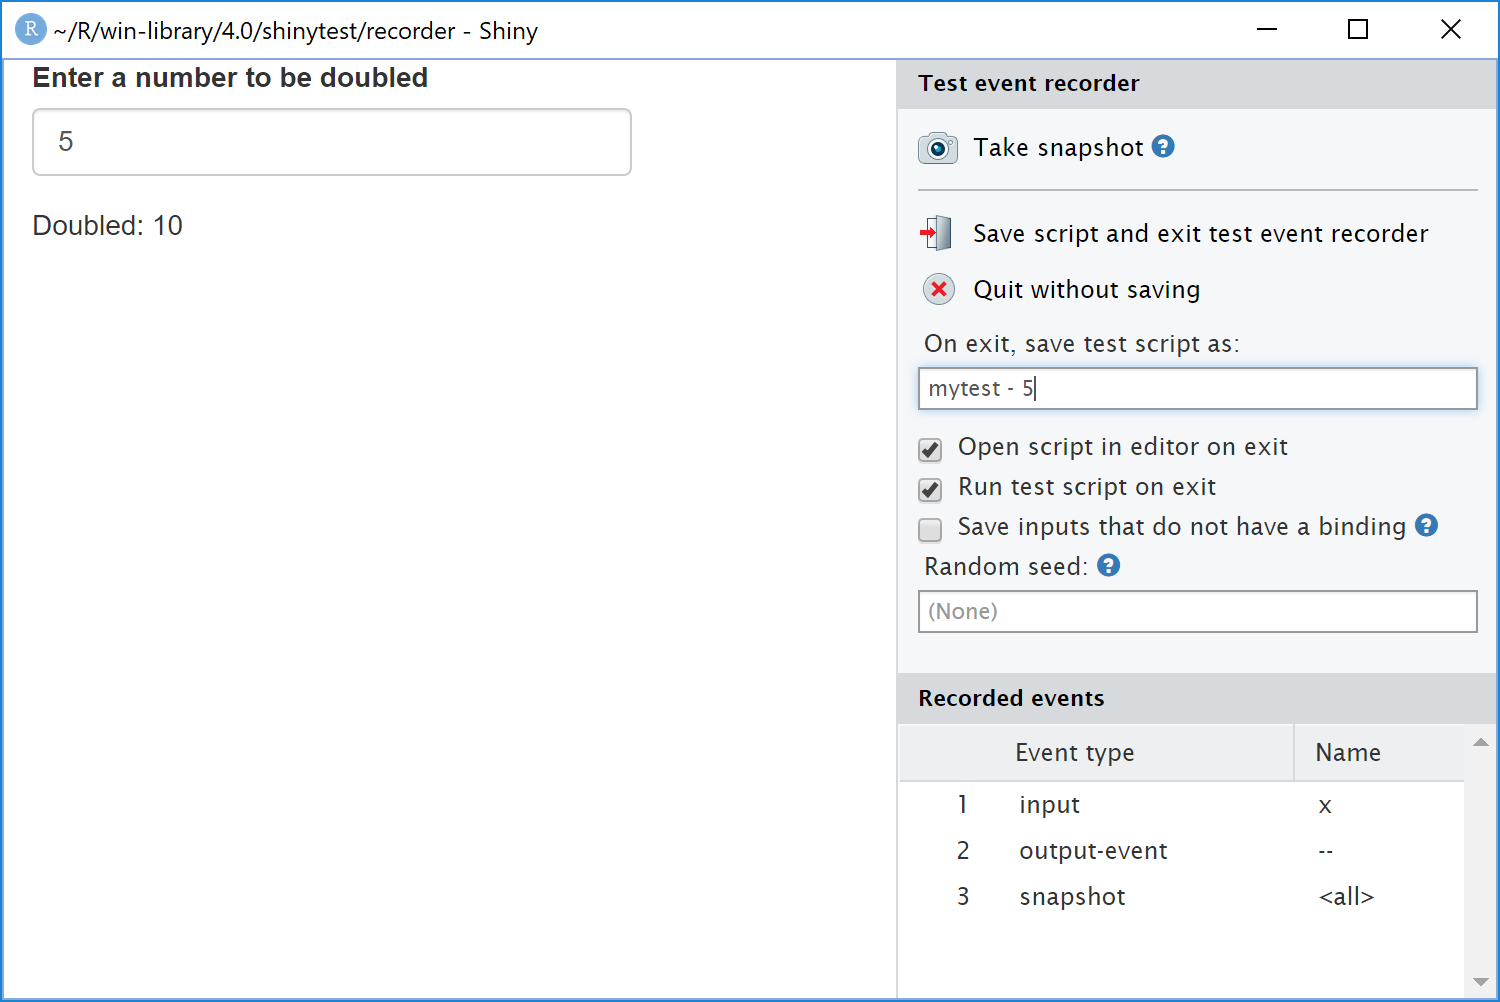 R ~/R/win-library/4.0/shinytest/recorder - Shiny
Enter a number to be doubled
5
Doubled: 10
Test event recorder
Take snapshot ?
Save script and exit test event recorder
Quit without saving
On exit, save test script as:
mytest - 5
Open script in editor on exit
Run test script on exit
Save inputs that do not have a binding ?
Random seed: ?
(None)
Recorded events
Event type Name
1 input x
2 output-event --
3 snapshot <all>